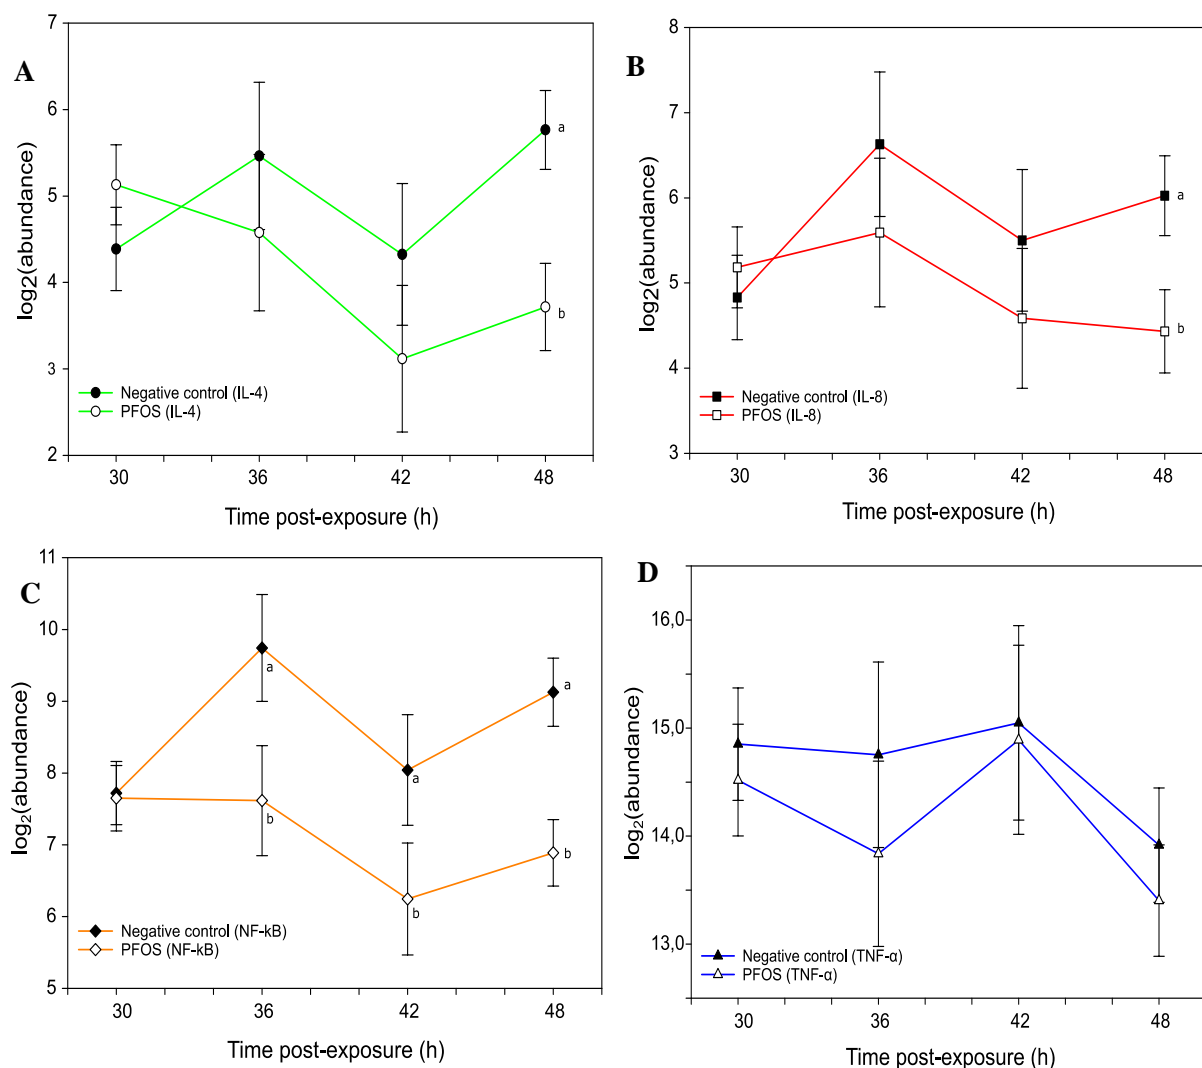 A
7
6
5
4
3
2
log2(abundance)
a
b
Negative control (IL-4)
PFOS (IL-4)
30 36 42 48
Time post-exposure (h)
B
8
7
6
5
4
3
log2(abundance)
a
b
Negative control (IL-8)
PFOS (IL-8)
30 36 42 48
Time post-exposure (h)
C
11
10
9
8
7
6
5
log2(abundance)
a
a
a
b
b
b
Negative control (NF-kB)
PFOS (NF-kB)
30 36 42 48
Time post-exposure (h)
D
16,0
15,0
14,0
13,0
log2(abundance)
Negative control (TNF-α)
PFOS (TNF-α)
30 36 42 48
Time post-exposure (h)